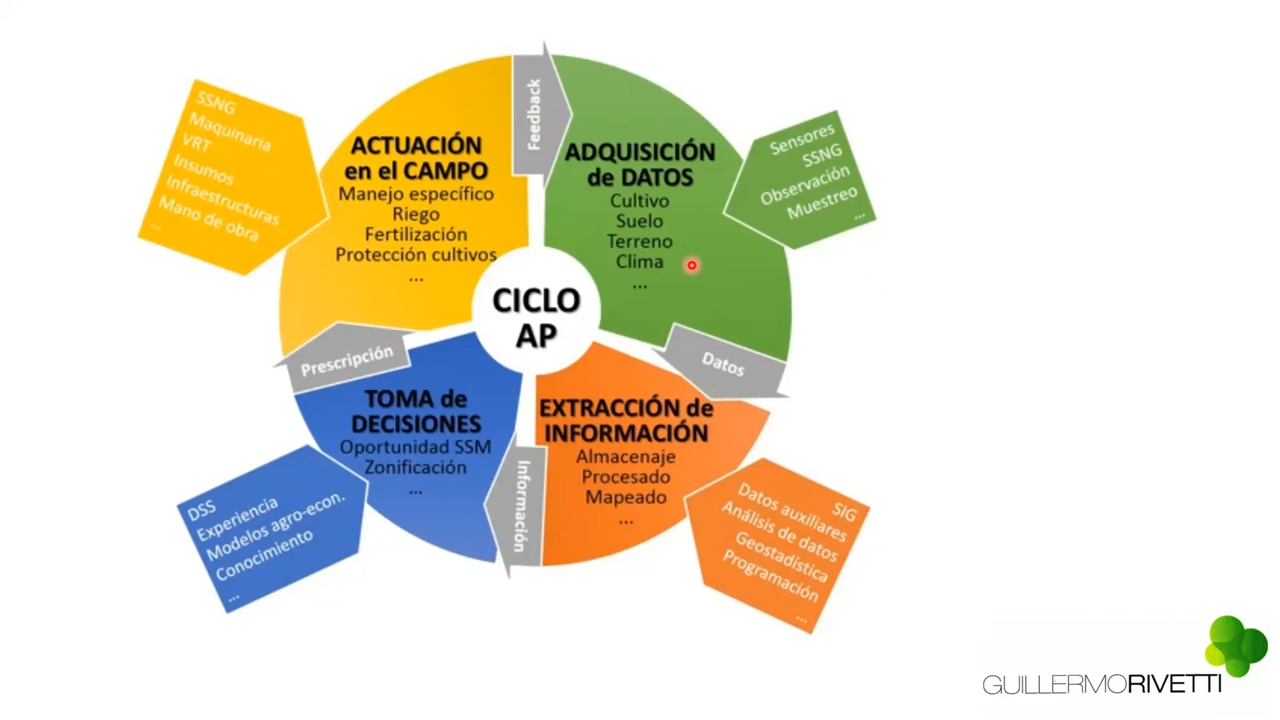 SSNG
Maquinaria
VRT
Insumos
Infraestructuras
Mano de obra
...
ACTUACIÓN
en el CAMPO
Manejo específico
Riego
Fertilización
Protección cultivos
...
Feedback
ADQUISICIÓN
de DATOS
Cultivo
Suelo
Terreno
Clima
...
Sensores
SSNG
Observación
Muestreo
...
CICLO
AP
Prescripción
Datos
TOMA de
DECISIONES
Oportunidad SSM
Zonificación
...
Información
EXTRACCIÓN de
INFORMACIÓN
Almacenaje
Procesado
Mapeado
...
DSS
Experiencia
Modelos agro-econ.
Conocimiento
...
SIG
Datos auxiliares
Análisis de datos
Geostadística
Programación
...
GUILLERMORIVETTI